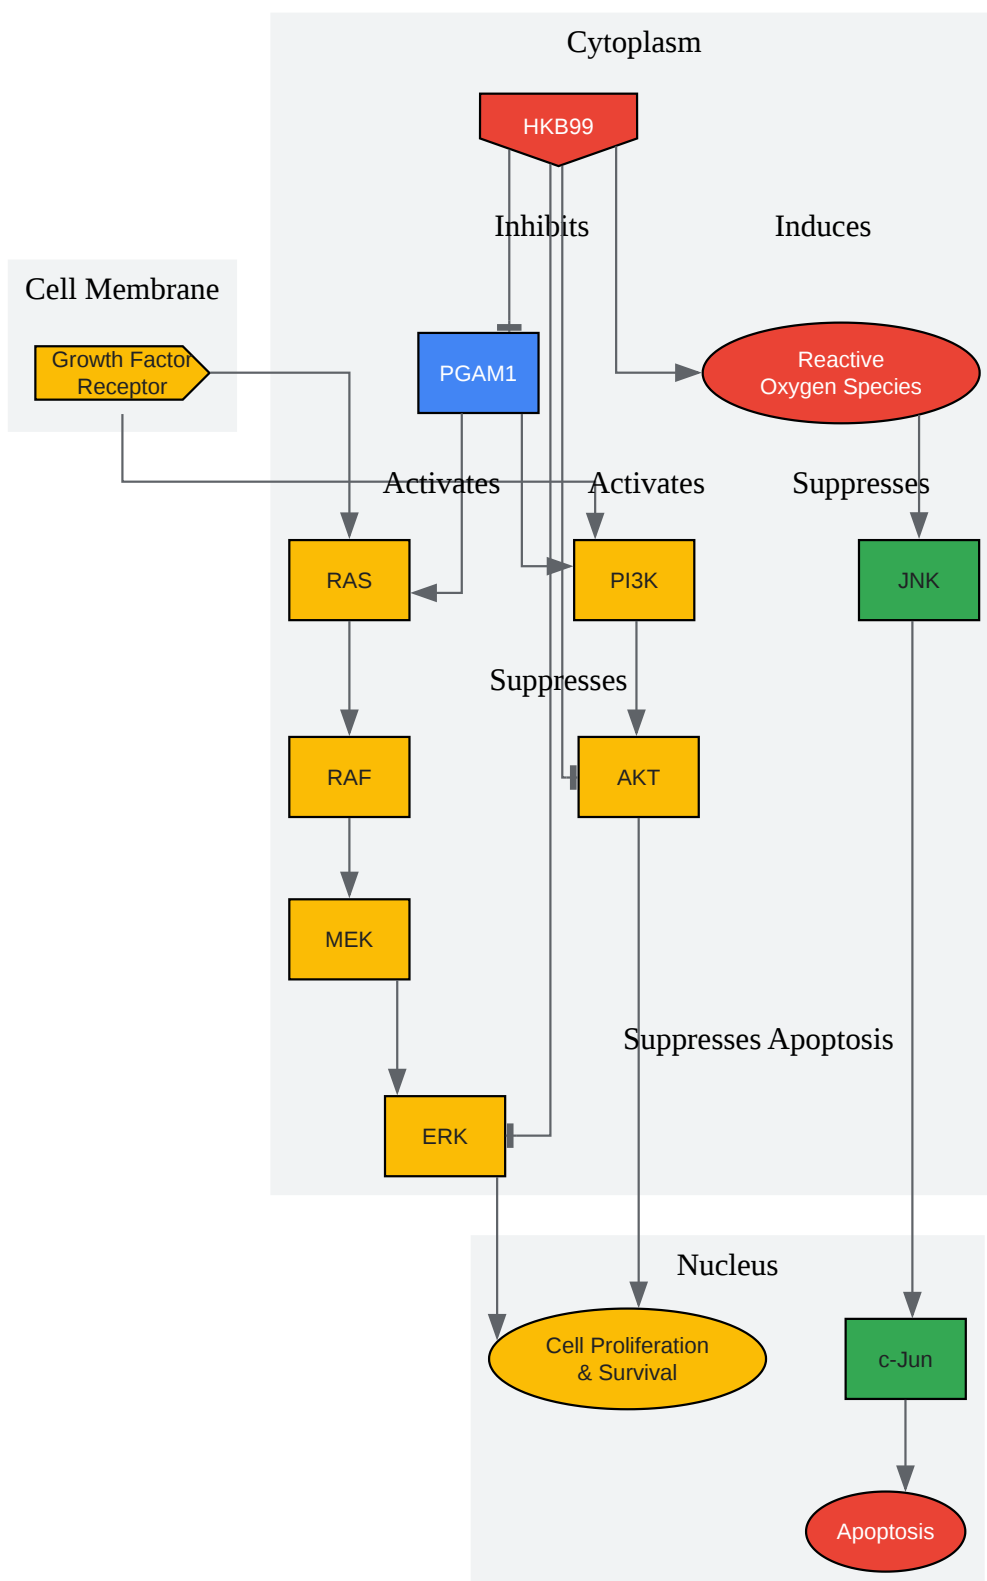 Cytoplasm
HKB99
Inhibits
Induces
Cell Membrane
Growth Factor
Receptor
PGAM1
Reactive
Oxygen Species
Activates
Activates
Suppresses
RAS
PI3K
JNK
Suppresses
RAF
AKT
MEK
Suppresses Apoptosis
ERK
Nucleus
Cell Proliferation
& Survival
c-Jun
Apoptosis